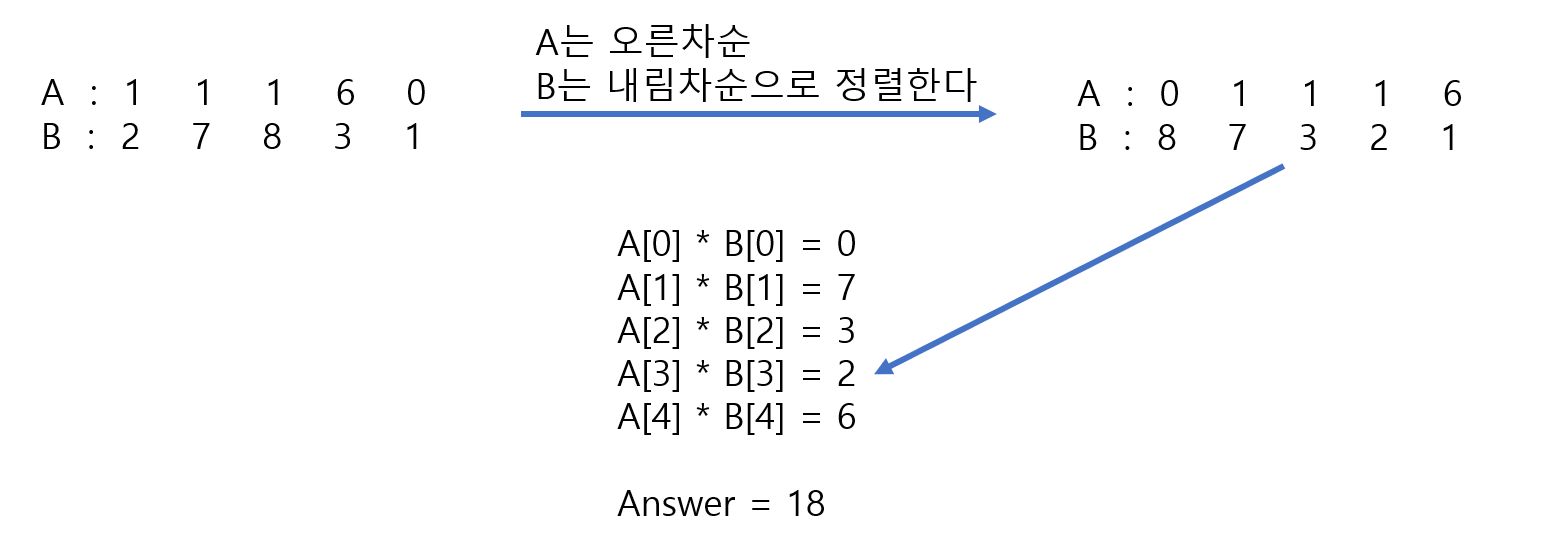 A는 오른차순
B는 내림차순으로 정렬한다
A : 1 1 1 6 0
B : 2 7 8 3 1
A : 0 1 1 1 6
B : 8 7 3 2 1
A[0] * B[0] = 0
A[1] * B[1] = 7
A[2] * B[2] = 3
A[3] * B[3] = 2
A[4] * B[4] = 6
Answer = 18